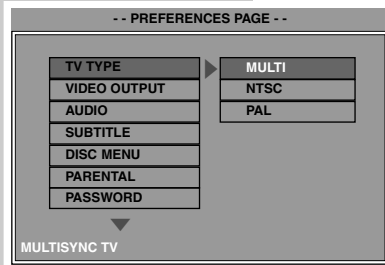 - - PREFERENCES PAGE - -
TV TYPE
MULTI
VIDEO OUTPUT
NTSC
AUDIO
PAL
SUBTITLE
DISC MENU
PARENTAL
PASSWORD
MULTISYNC TV